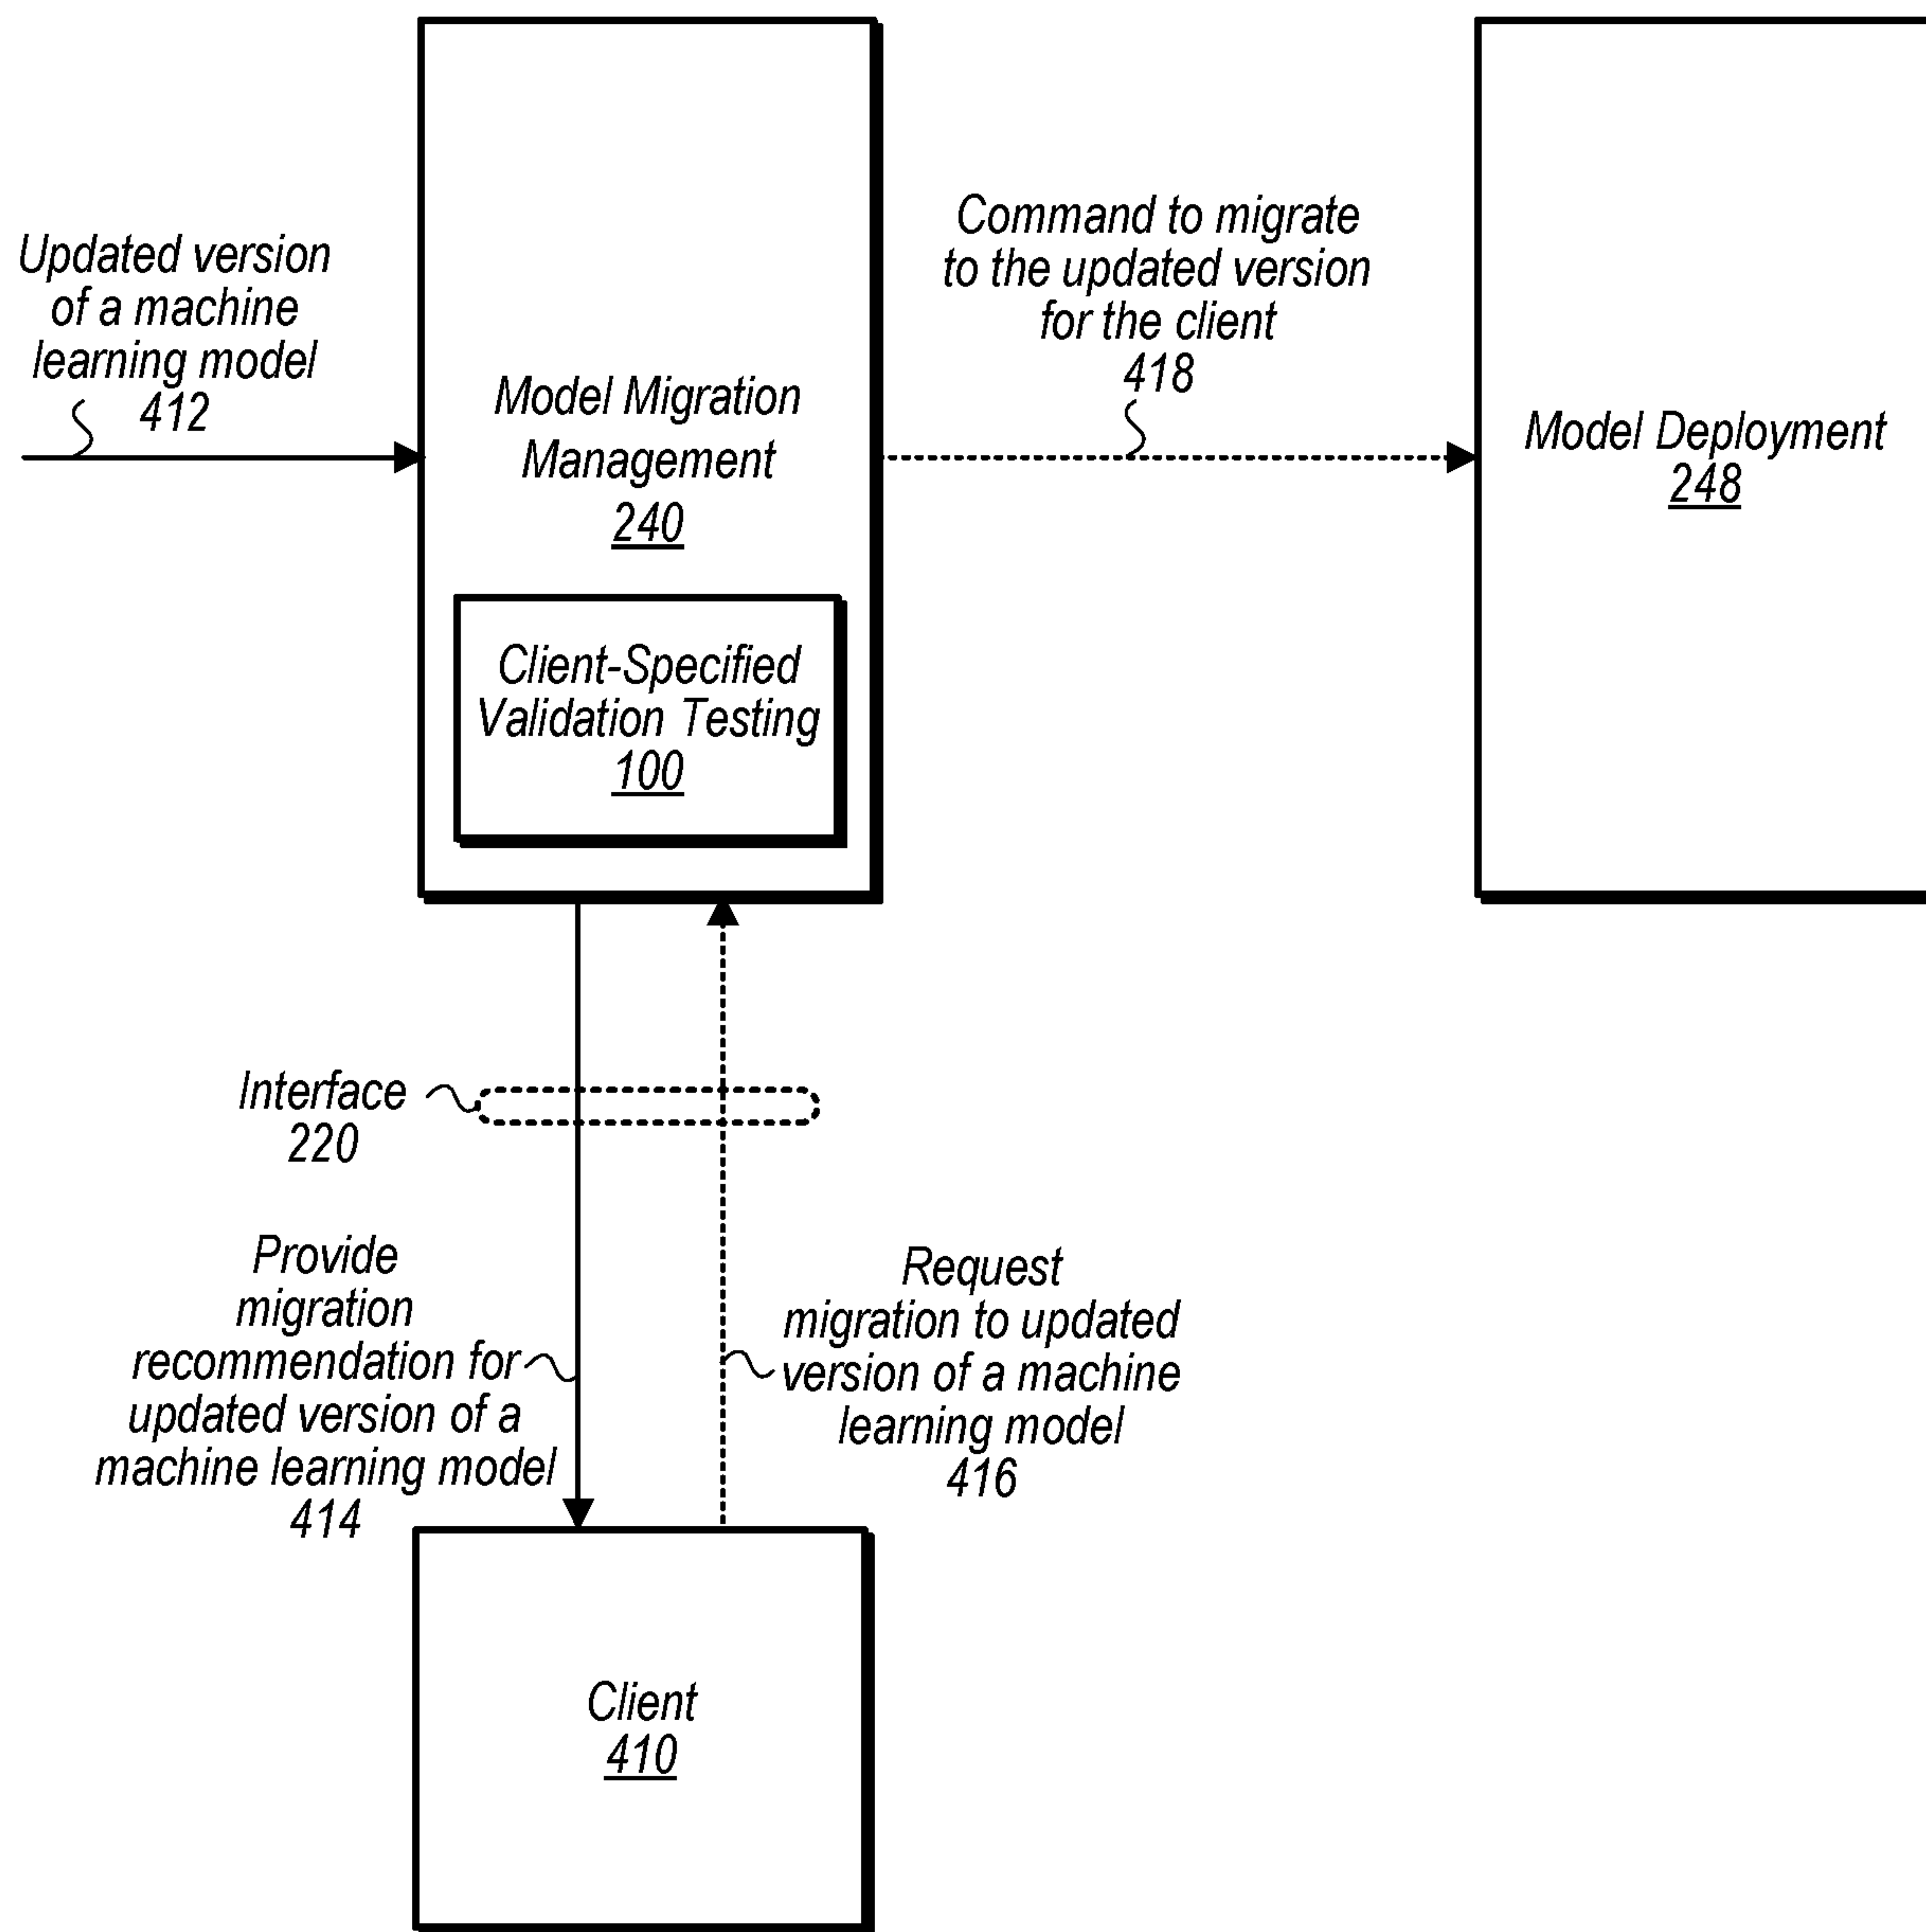 Updated version
of a machine
learning model
412
Model Migration
Management
240
Client-Specified
Validation Testing
100
Command to migrate
to the updated version
for the client
418
Model Deployment
248
Interface
220
Provide
migration
recommendation for
updated version of a
machine learning model
414
Request
migration to updated
version of a machine
learning model
416
Client
410